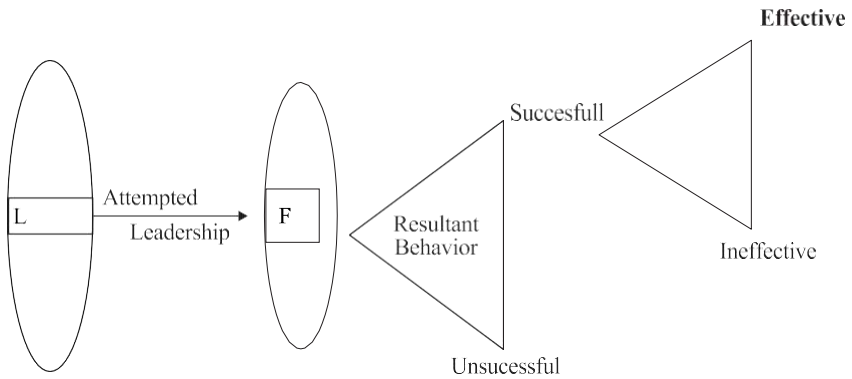 Effective
Succesfull
Attempted
L
F
Leadership
Resultant
Behavior
Ineffective
Unsucessful